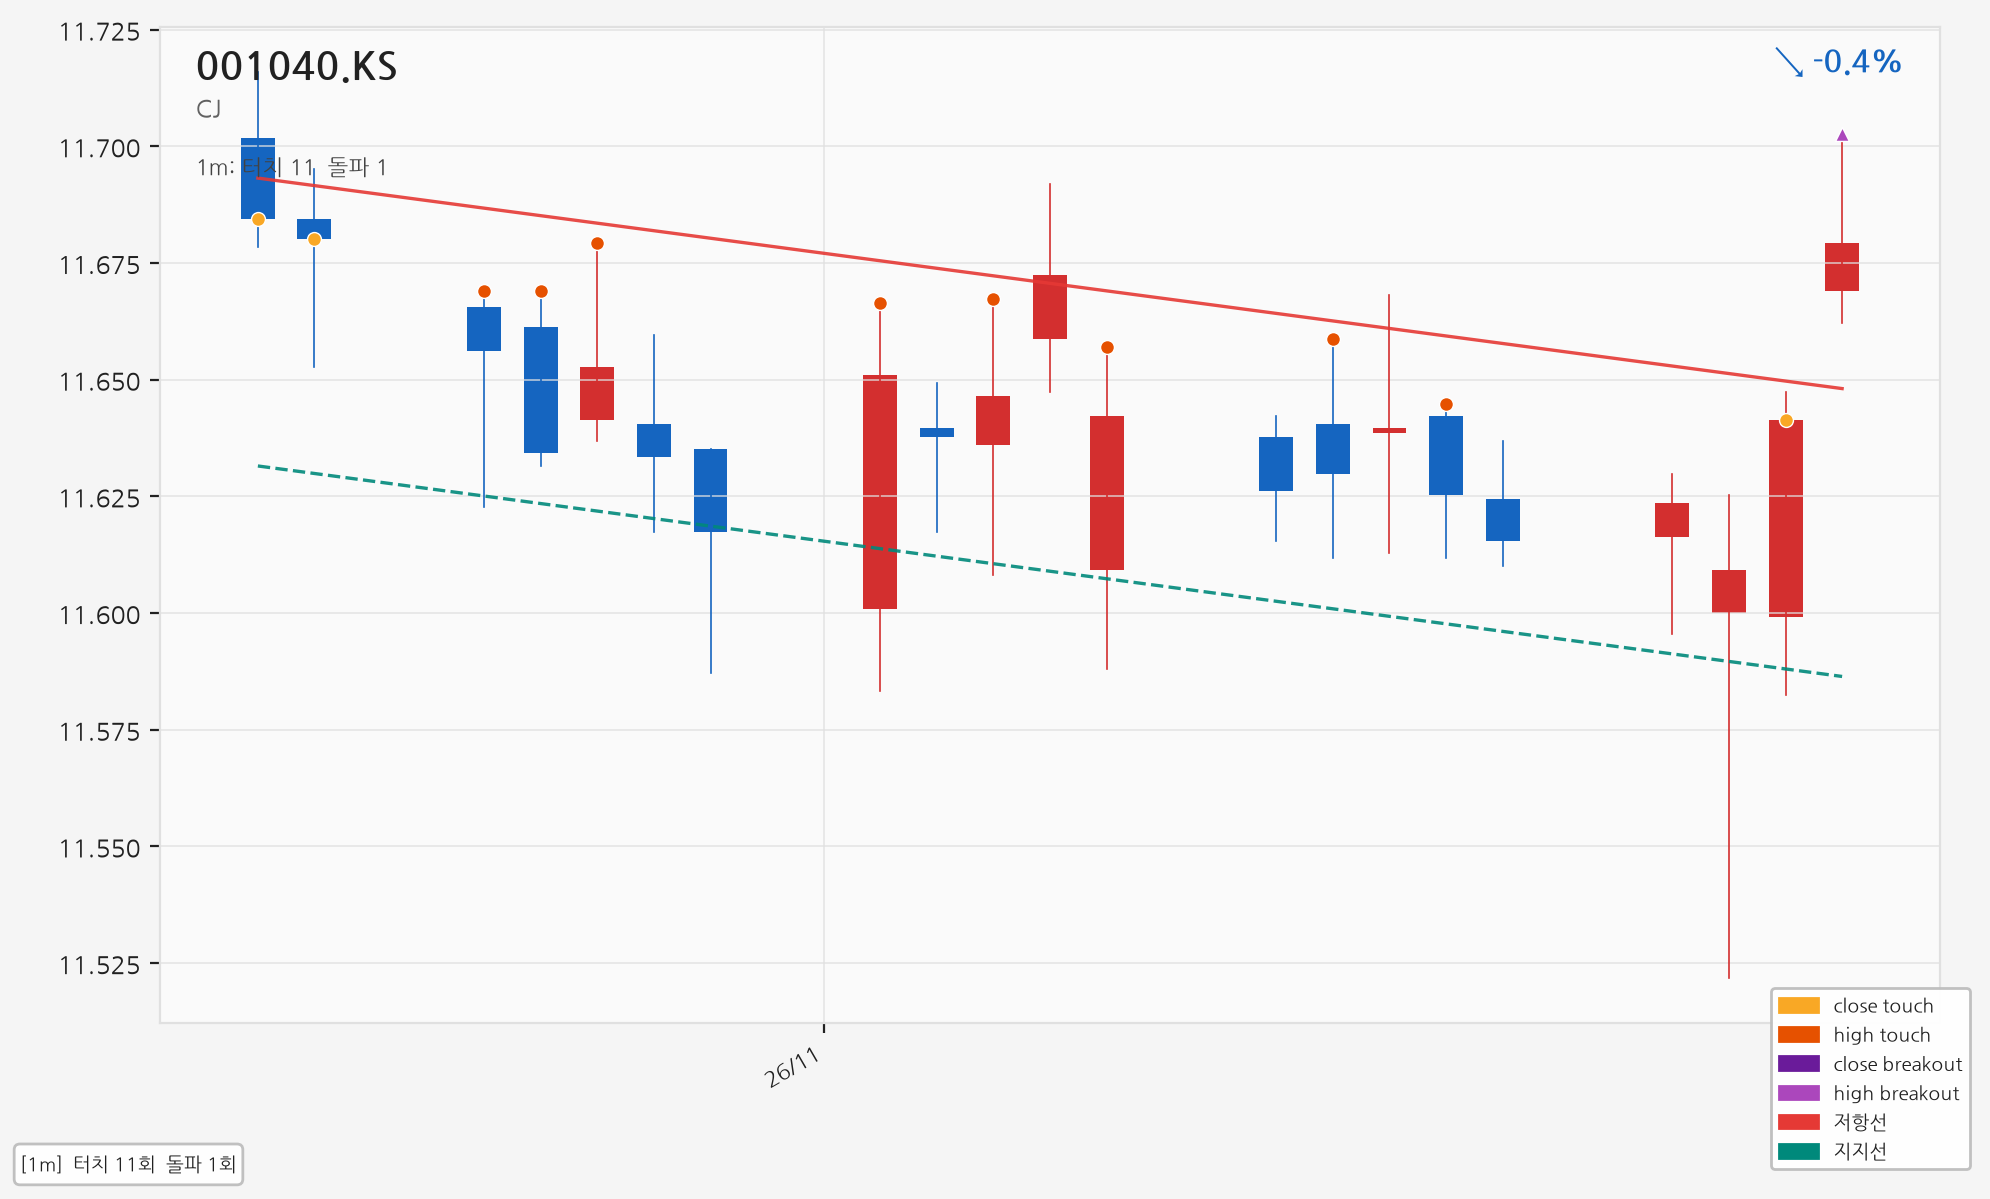 001040.KS
CJ
1m: 터치 11  돌파 1
-0.4%
11.725
11.700
11.675
11.650
11.625
11.600
11.575
11.550
11.525
26/11
close touch
high touch
close breakout
high breakout
저항선
지지선
[1m]  터치 11회  돌파 1회